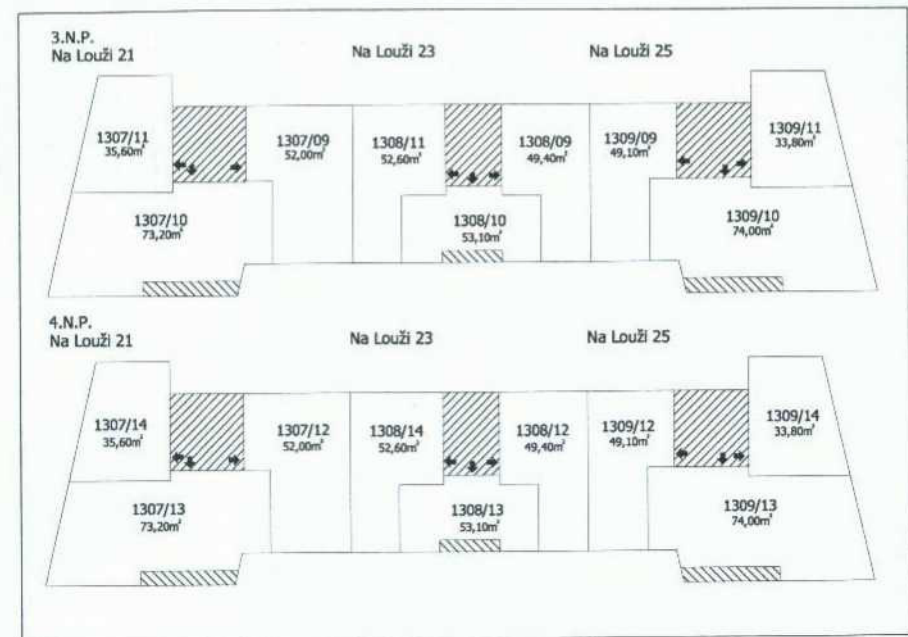 3.N.P.
Na Louži 21
Na Louži 23
Na Louži 25
1307/11
35,60m²
1307/09
52,00m²
1308/11
52,60m²
1308/09
49,40m²
1309/09
49,10m²
1309/11
33,80m²
1307/10
73,20m²
1308/10
53,10m²
1309/10
74,00m²
4.N.P.
Na Louži 21
Na Louži 23
Na Louži 25
1307/14
35,60m²
1307/12
52,00m²
1308/14
52,60m²
1308/12
49,40m²
1309/12
49,10m²
1309/14
33,80m²
1307/13
73,20m²
1308/13
53,10m²
1309/13
74,00m²